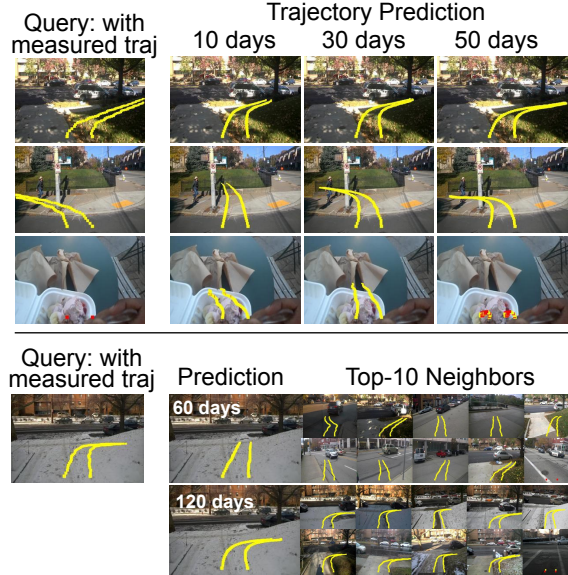 Query: with
measured traj
Trajectory Prediction
10 days
30 days
50 days
Query: with
measured traj
Prediction
Top-10 Neighbors
60 days
120 days